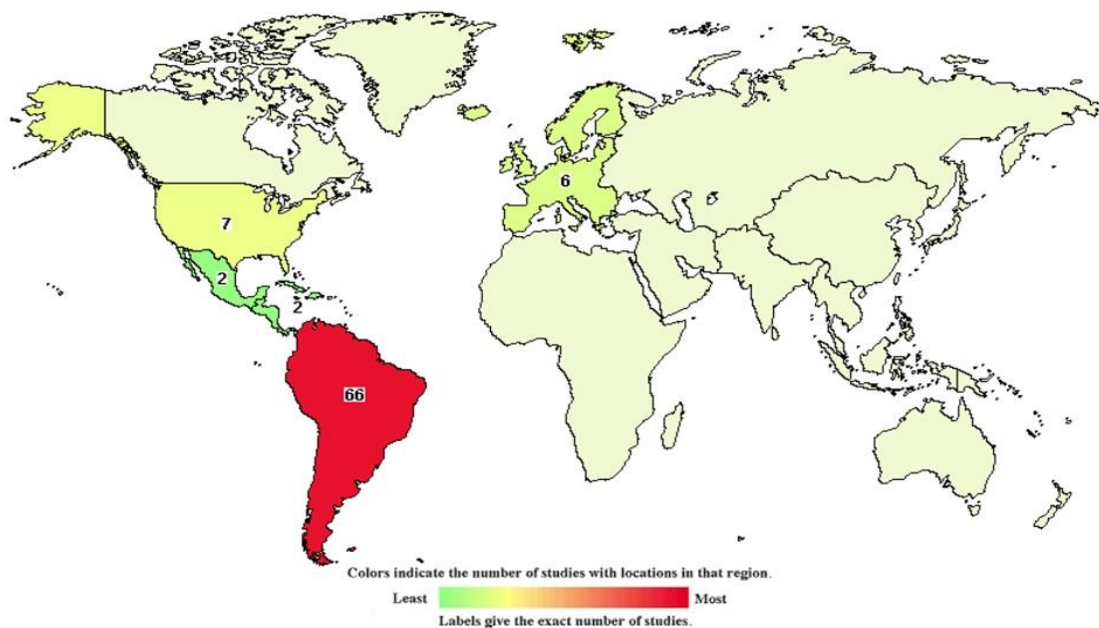 6
7
2
2
66
Colors indicate the number of studies with locations in that region.
Least Most
Labels give the exact number of studies.